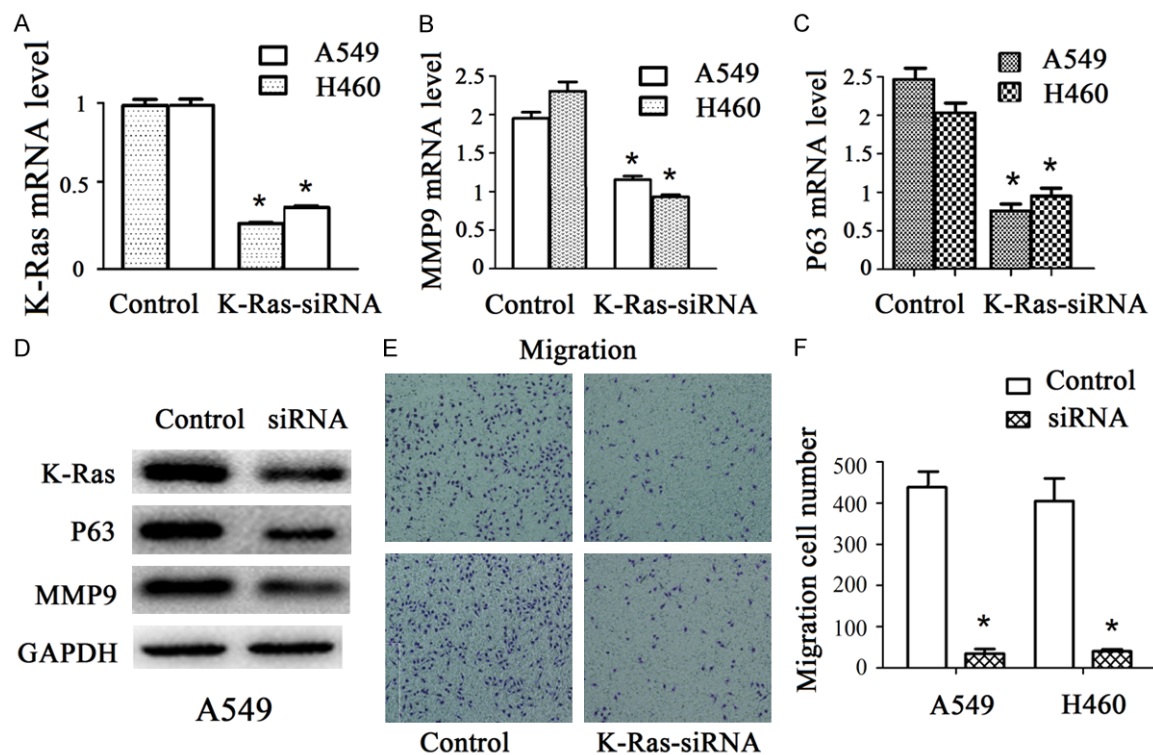 A
K-Ras mRNA level
1
0.5
0
A549
H460
Control K-Ras-siRNA
B
MMP9 mRNA level
2.5
2
1.5
1
0.5
0
A549
H460
* *
Control K-Ras-siRNA
C
P63 mRNA level
2.5
2
1.5
1
0.5
0
A549
H460
* *
Control K-Ras-siRNA
* *
D
Control siRNA
K-Ras
P63
MMP9
GAPDH
A549
E
Migration
Control K-Ras-siRNA
F
Control
siRNA
Migration cell number
500
400
300
200
100
0
* *
A549 H460